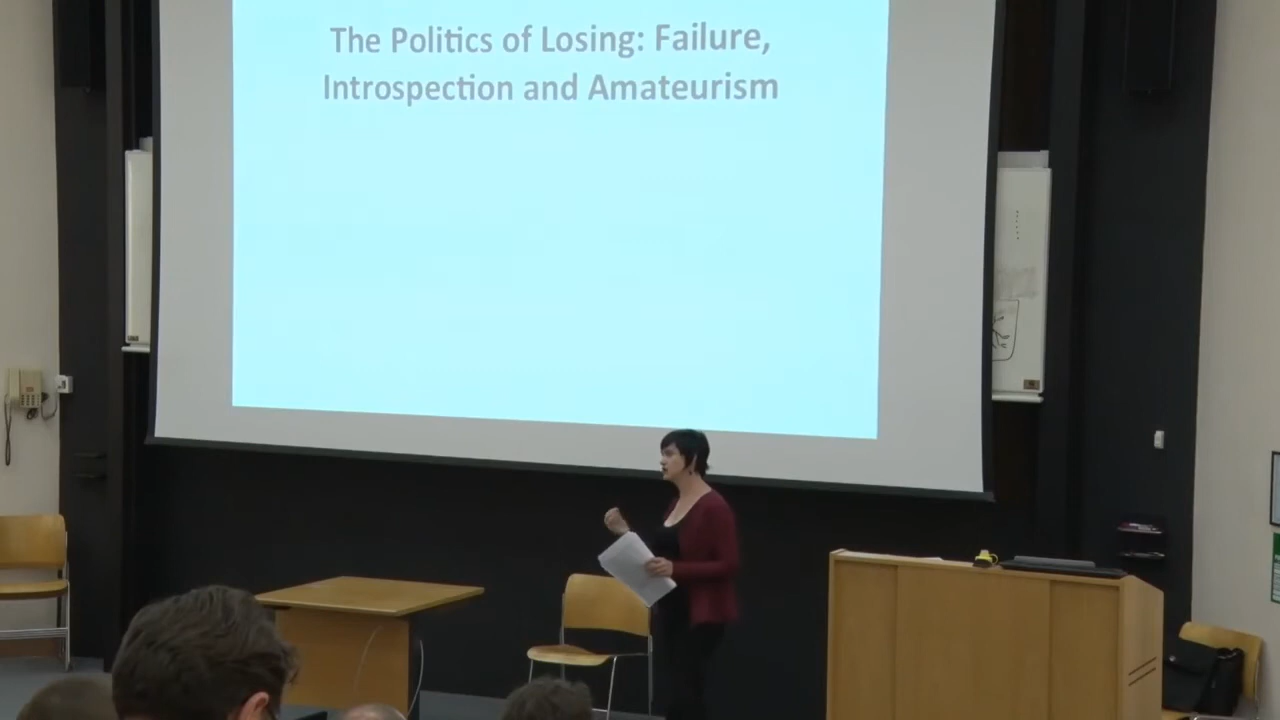 The Politics of Losing: Failure,
Introspection and Amateurism